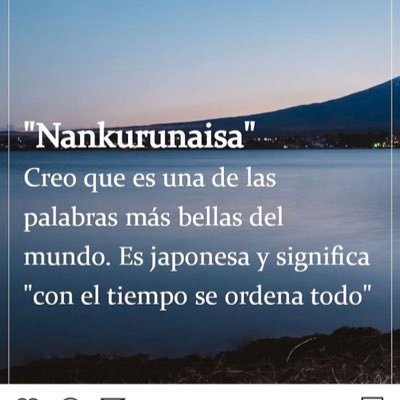 "Nankurunaisa"
Creo que es una de las
palabras más bellas del
mundo. Es japonesa y significa
"con el tiempo se ordena todo"